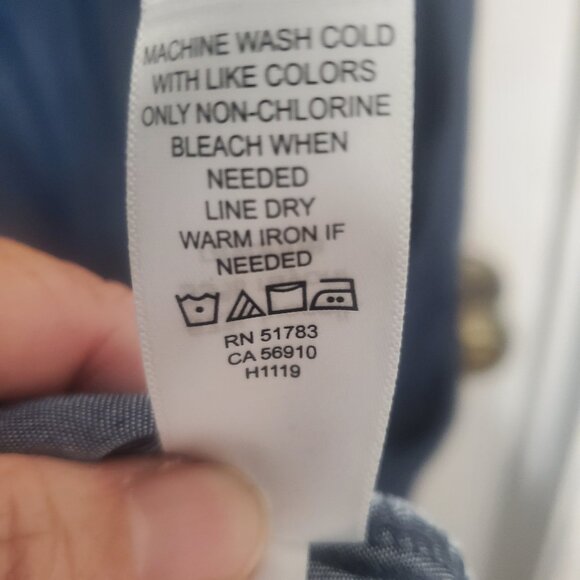 MACHINE WASH COLD
WITH LIKE COLORS
ONLY NON-CHLORINE
BLEACH WHEN
NEEDED
LINE DRY
WARM IRON IF
NEEDED
RN 51783
CA 56910
H1119